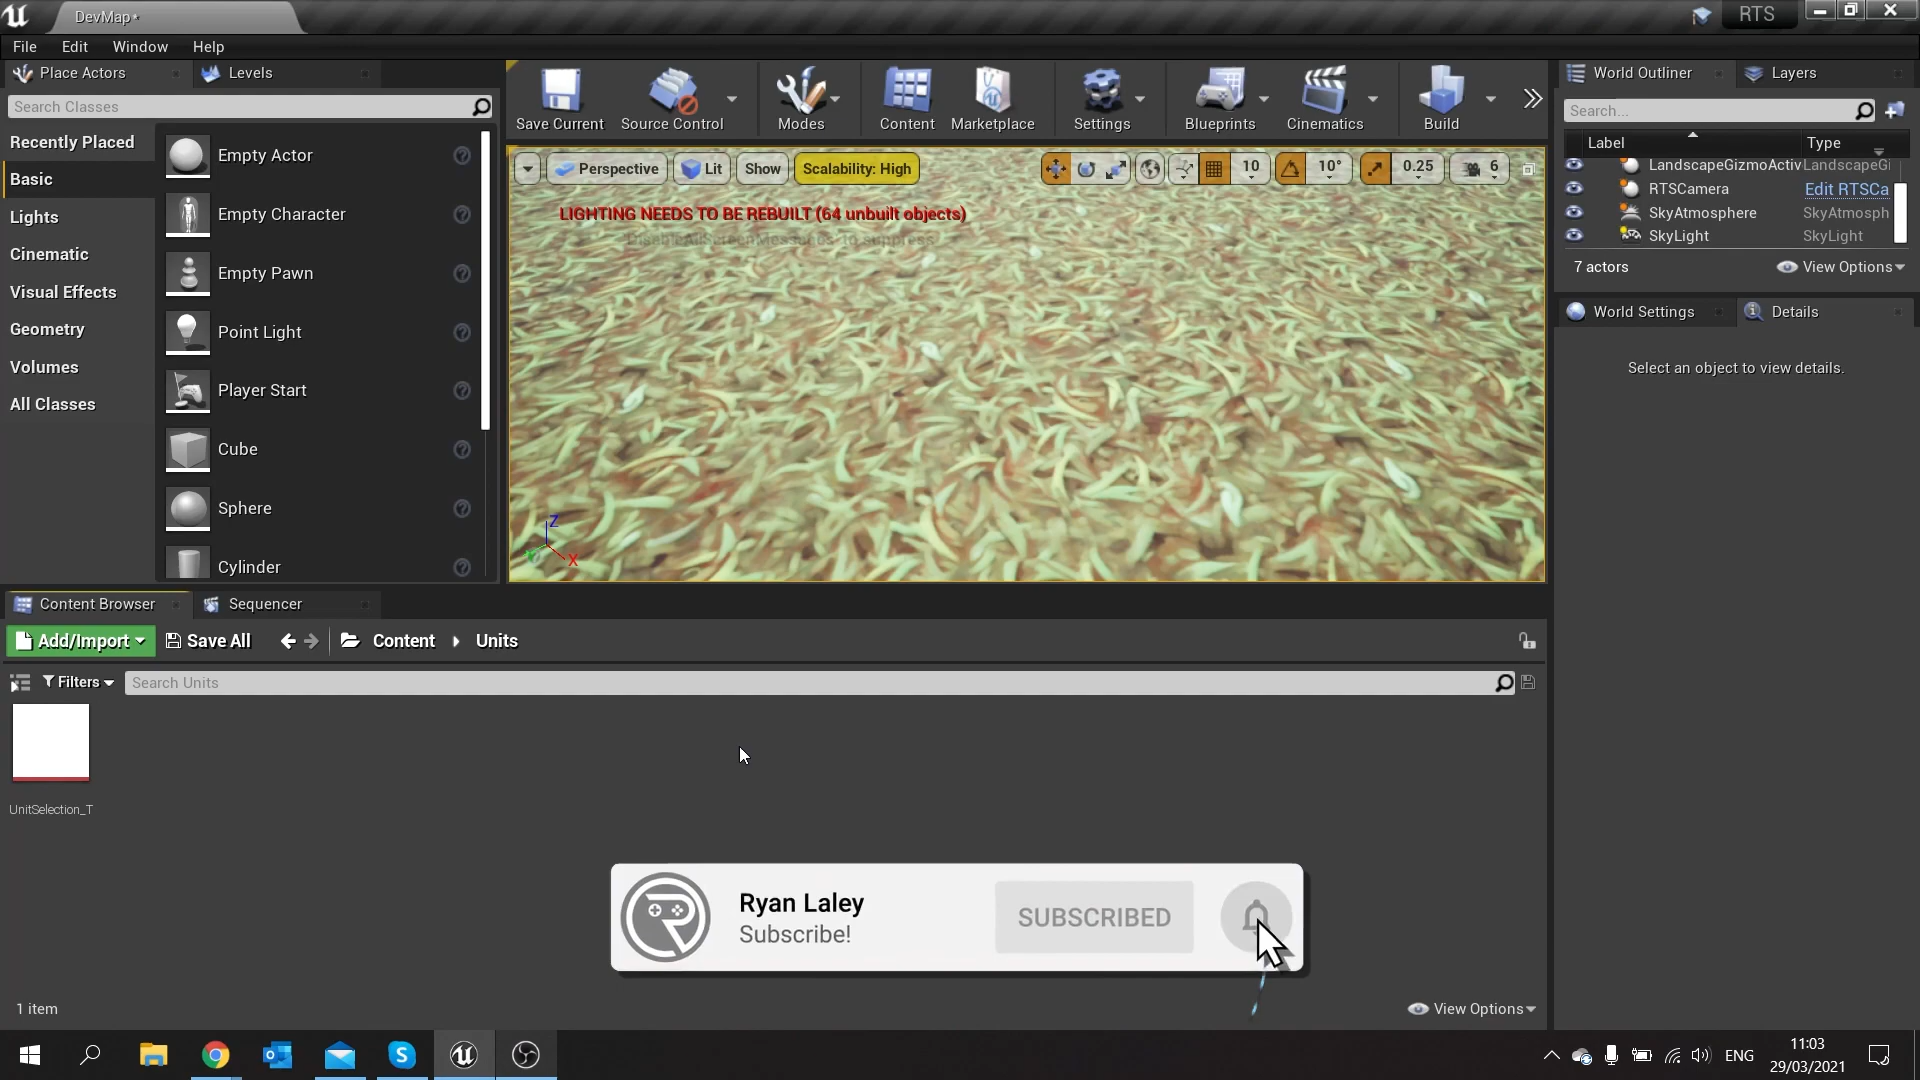 DevMap*
RTS
File Edit Window Help
Place Actors
Levels
Search Classes
Recently Placed
Basic
Lights
Cinematic
Visual Effects
Geometry
Volumes
All Classes
Empty Actor
Empty Character
Empty Pawn
Point Light
Player Start
Cube
Sphere
Cylinder
Save Current
Source Control
Modes
Content
Marketplace
Settings
Blueprints
Cinematics
Build
Perspective
Lit
Show
Scalability: High
10
10°
0.25
6
LIGHTING NEEDS TO BE REBUILT (64 unbuilt objects)
'DisableAllScreenMessages' to suppress
Z
X
World Outliner
Layers
Search...
Label Type
LandscapeGizmoActiv LandscapeGi
RTSCamera Edit RTSCa
SkyAtmosphere SkyAtmosph
SkyLight SkyLight
7 actors
View Options
World Settings
Details
Select an object to view details.
Content Browser
Sequencer
Add/Import
Save All
Content
Units
Filters
Search Units
UnitSelection_T
Ryan Laley
Subscribe!
SUBSCRIBED
1 item
View Options
ENG
11:03
29/03/2021